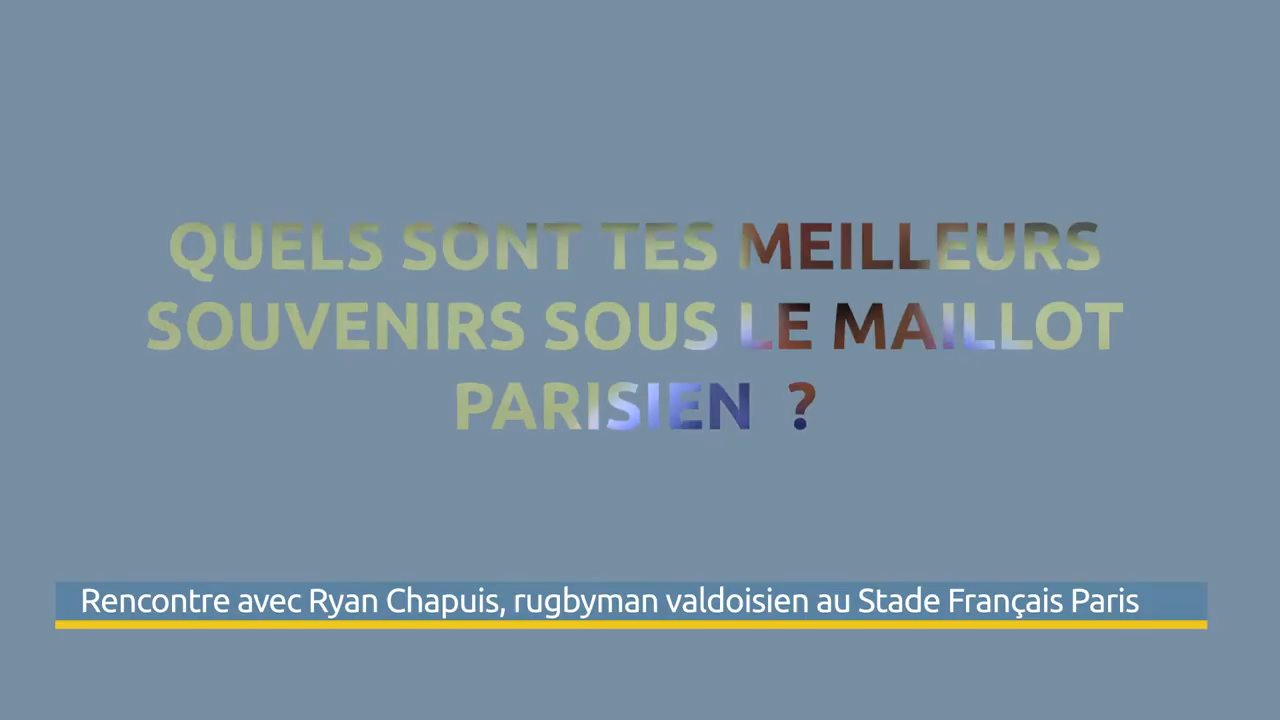 QUELS SONT TES MEILLEURS
SOUVENIRS SOUS LE MAILLOT
PARISIEN ?
Rencontre avec Ryan Chapuis, rugbyman valdoisien au Stade Français Paris